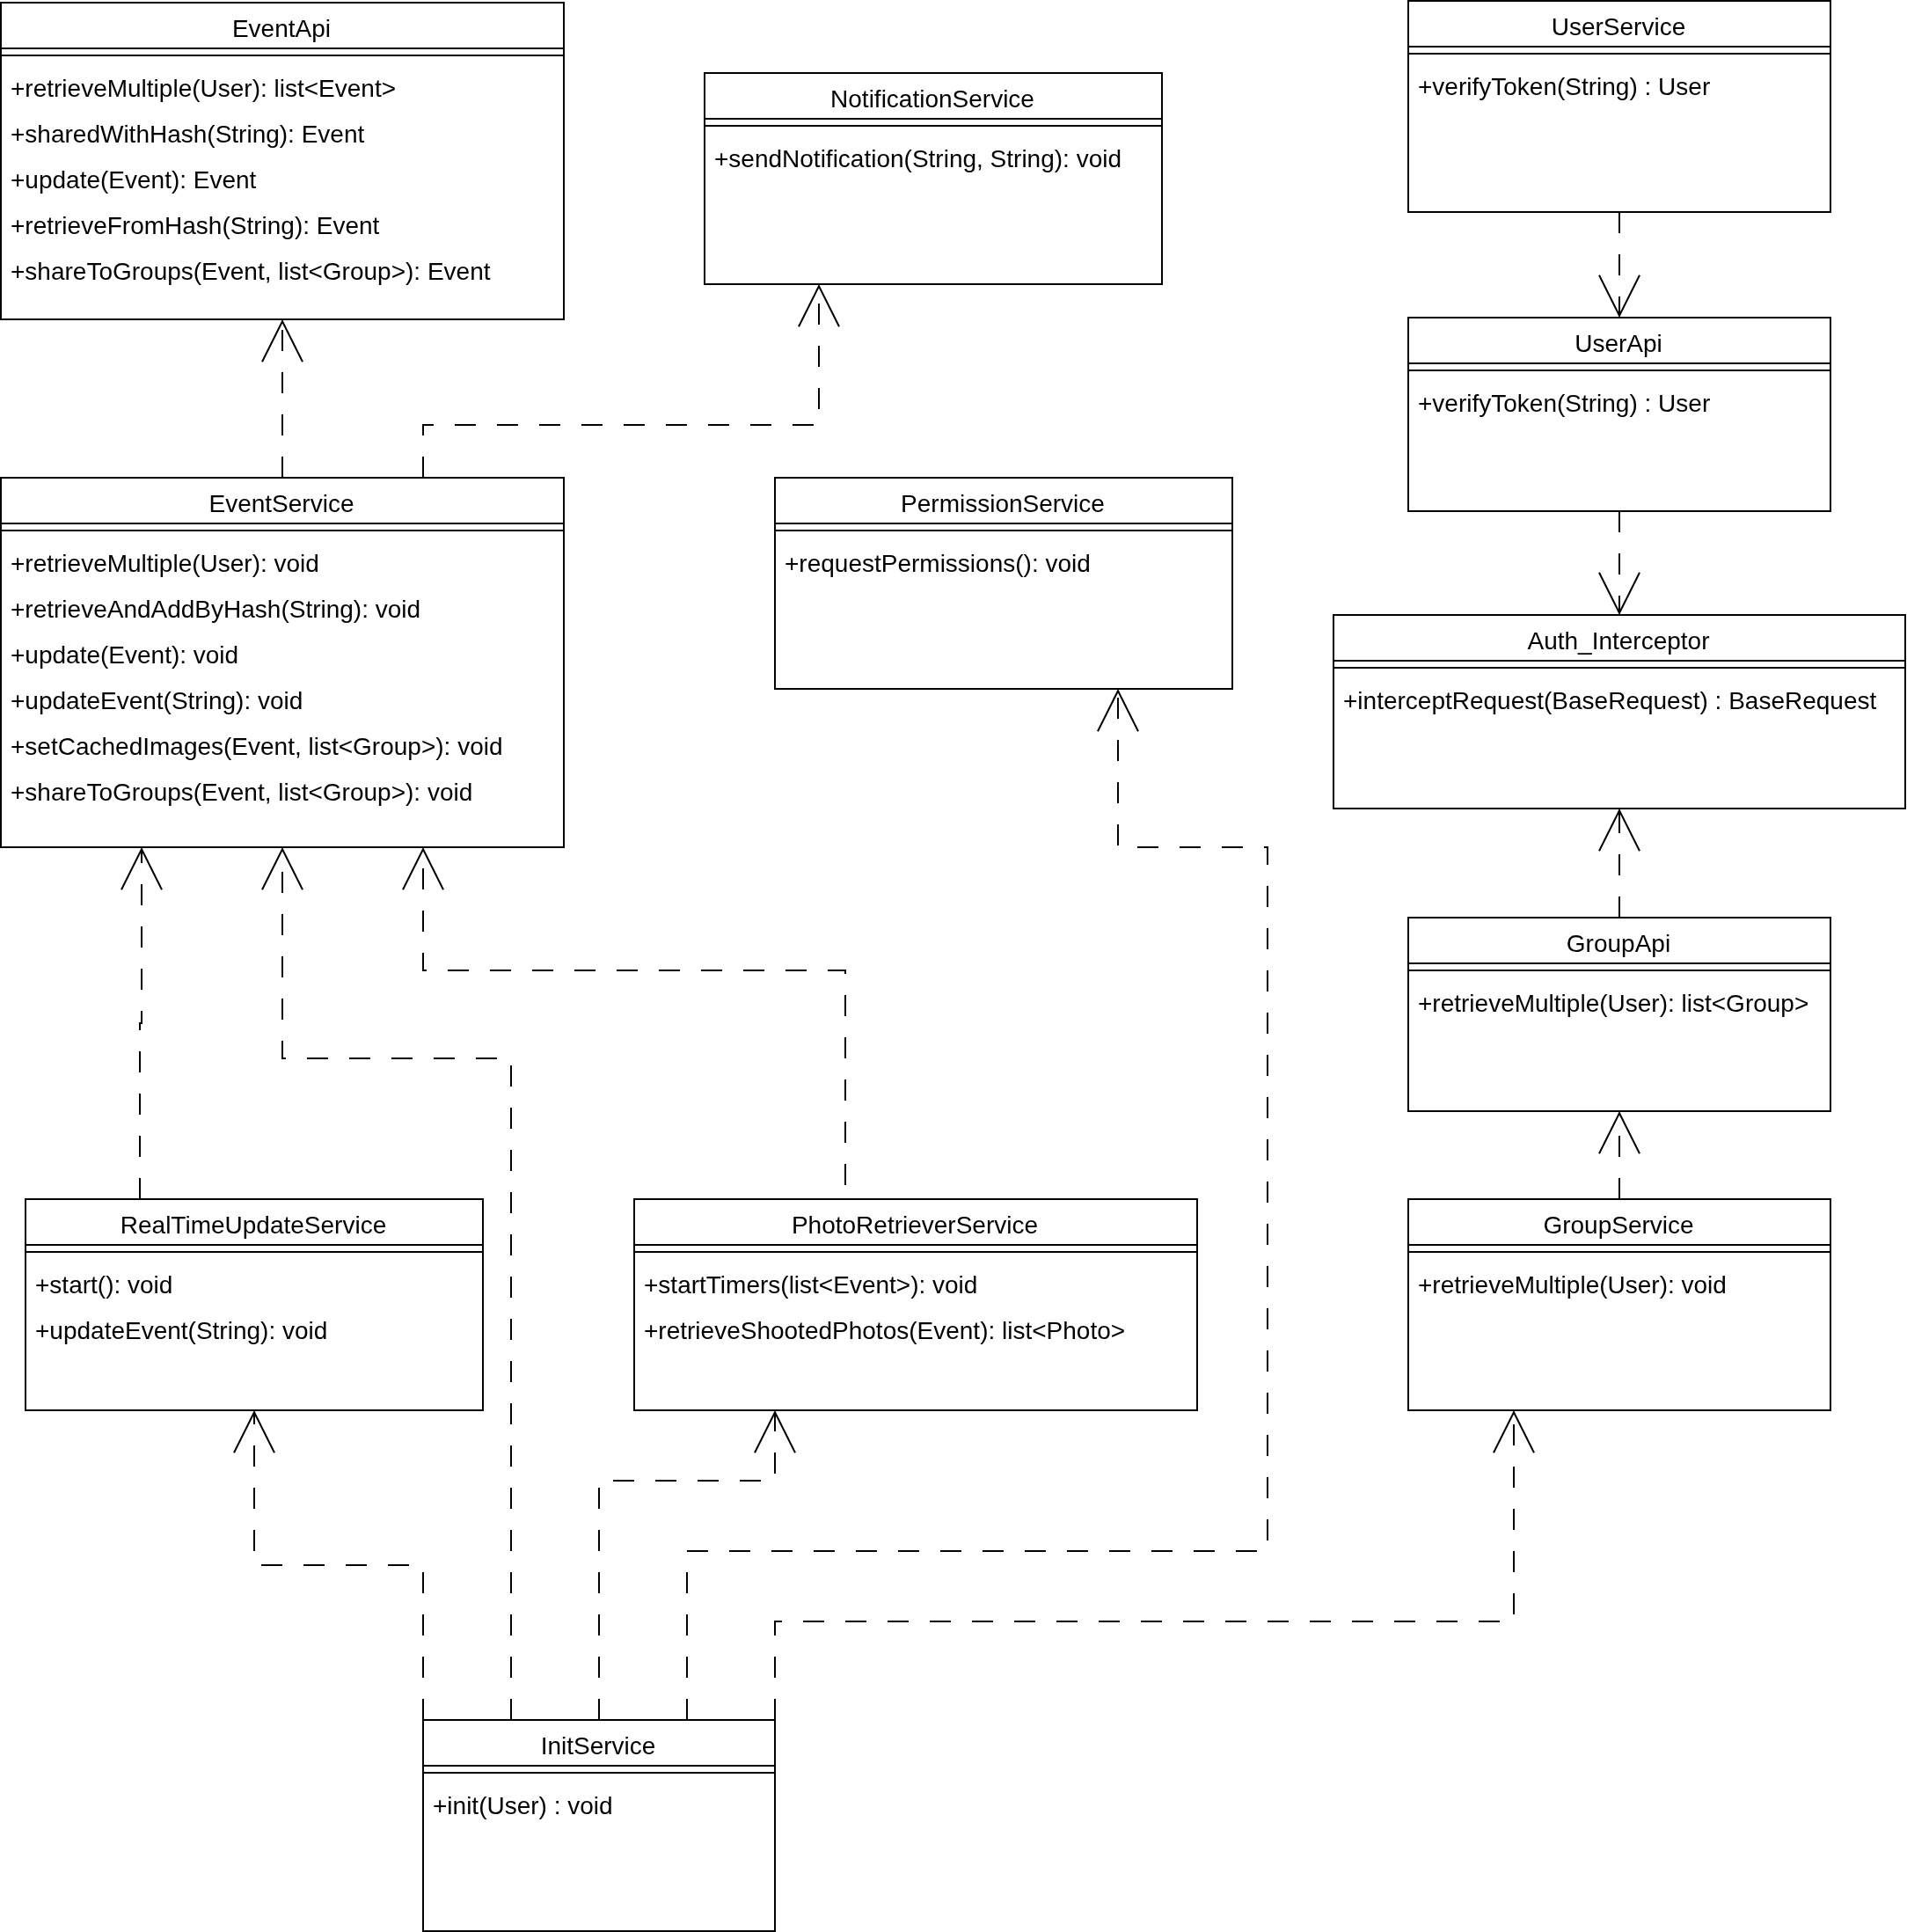 EventApi
+retrieveMultiple(User): list<Event>
+sharedWithHash(String): Event
+update(Event): Event
+retrieveFromHash(String): Event
+shareToGroups(Event, list<Group>): Event
NotificationService
+sendNotification(String, String): void
UserService
+verifyToken(String) : User
UserApi
+verifyToken(String) : User
EventService
+retrieveMultiple(User): void
+retrieveAndAddByHash(String): void
+update(Event): void
+updateEvent(String): void
+setCachedImages(Event, list<Group>): void
+shareToGroups(Event, list<Group>): void
PermissionService
+requestPermissions(): void
Auth_Interceptor
+interceptRequest(BaseRequest) : BaseRequest
GroupApi
+retrieveMultiple(User): list<Group>
RealTimeUpdateService
+start(): void
+updateEvent(String): void
PhotoRetrieverService
+startTimers(list<Event>): void
+retrieveShootedPhotos(Event): list<Photo>
GroupService
+retrieveMultiple(User): void
InitService
+init(User) : void